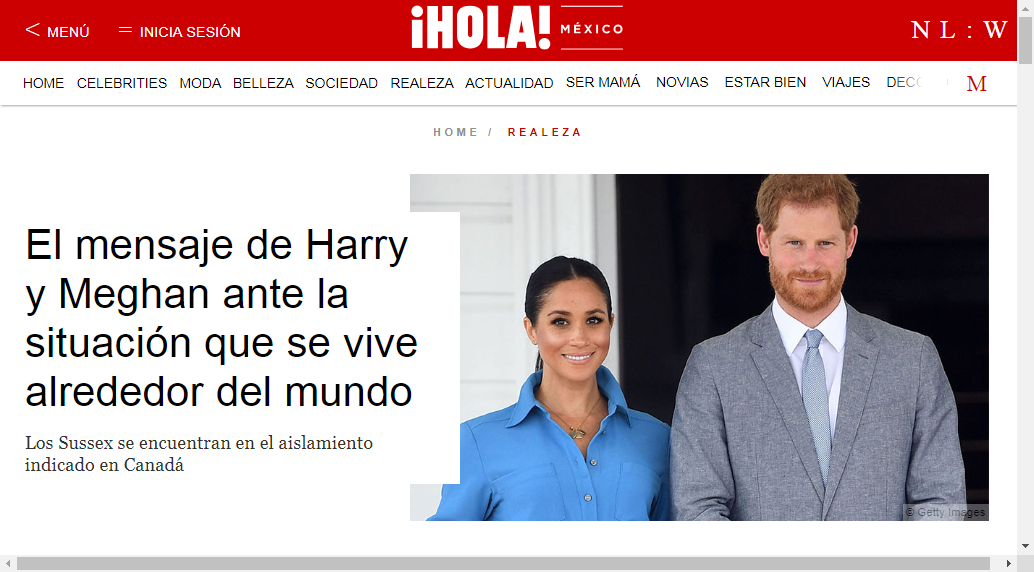 < MENÚ
= INICIA SESIÓN
¡HOLA! MÉXICO
N L : W
HOME CELEBRITIES MODA BELLEZA SOCIEDAD REALEZA ACTUALIDAD SER MAMÁ NOVIAS ESTAR BIEN VIAJES DECO M
HOME / REALEZA
El mensaje de Harry
y Meghan ante la
situación que se vive
alrededor del mundo
Los Sussex se encuentran en el aislamiento
indicado en Canadá
© Getty Images